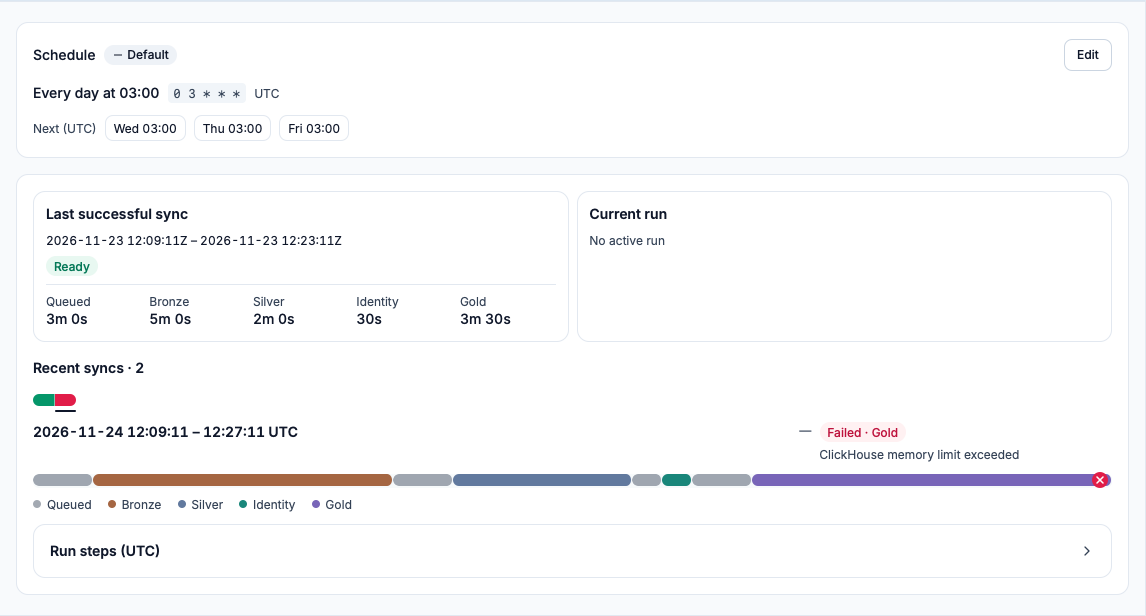 Schedule — Default Edit
Every day at 03:00 0 3 * * * UTC
Next (UTC) Wed 03:00 Thu 03:00 Fri 03:00
Last successful sync
2026-11-23 12:09:11Z – 2026-11-23 12:23:11Z
Ready
Queued Bronze Silver Identity Gold
3m 0s 5m 0s 2m 0s 30s 3m 30s
Current run
No active run
Recent syncs · 2
2026-11-24 12:09:11 – 12:27:11 UTC — Failed · Gold
ClickHouse memory limit exceeded
Queued Bronze Silver Identity Gold
Run steps (UTC)